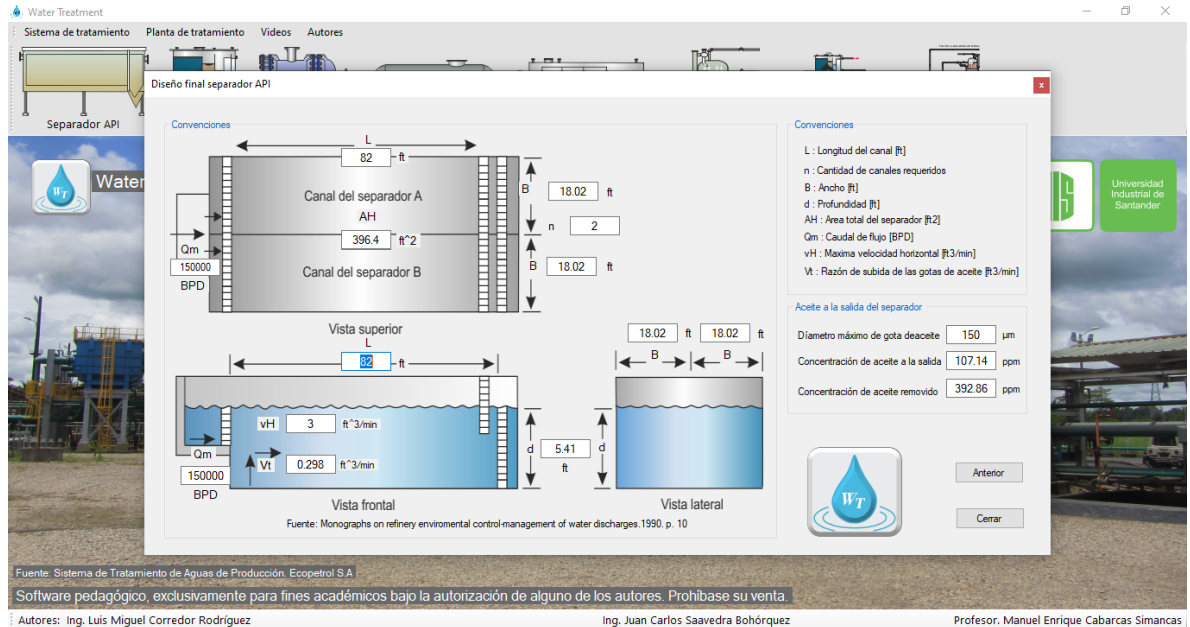 Water Treatment
Sistema de tratamiento Planta de tratamiento Videos Autores
Separador API
Water
WT
Universidad
Industrial de
Santander
Diseño final separador API
Convenciones
L
82 ft
Canal del separador A
AH
396.4 ft^2
Canal del separador B
B 18.02 ft
n 2
B 18.02 ft
Qm
150000
BPD
Vista superior
L
82 ft
vH 3 ft^3/min
Vt 0.298 ft^3/min
Qm
150000
BPD
d 5.41
ft
Vista frontal
18.02 ft 18.02 ft
B B
d
Vista lateral
Fuente: Monographs on refinery enviromental control-management of water discharges.1990. p. 10
Convenciones
L : Longitud del canal [ft]
n : Cantidad de canales requeridos
B : Ancho [ft]
d : Profundidad [ft]
AH : Area total del separador [ft2]
Qm : Caudal de flujo [BPD]
vH : Maxima velocidad horizontal [ft3/min]
Vt : Razón de subida de las gotas de aceite [ft3/min]
Aceite a la salida del separador
Díametro máximo de gota deaceite 150 µm
Concentración de aceite a la salida 107.14 ppm
Concentración de aceite removido 392.86 ppm
WT
Anterior
Cerrar
Fuente: Sistema de Tratamiento de Aguas de Producción. Ecopetrol S.A
Software pedagógico, exclusivamente para fines académicos bajo la autorización de alguno de los autores. Prohíbase su venta.
Autores: Ing. Luis Miguel Corredor Rodríguez Ing. Juan Carlos Saavedra Bohórquez Profesor. Manuel Enrique Cabarcas Simancas